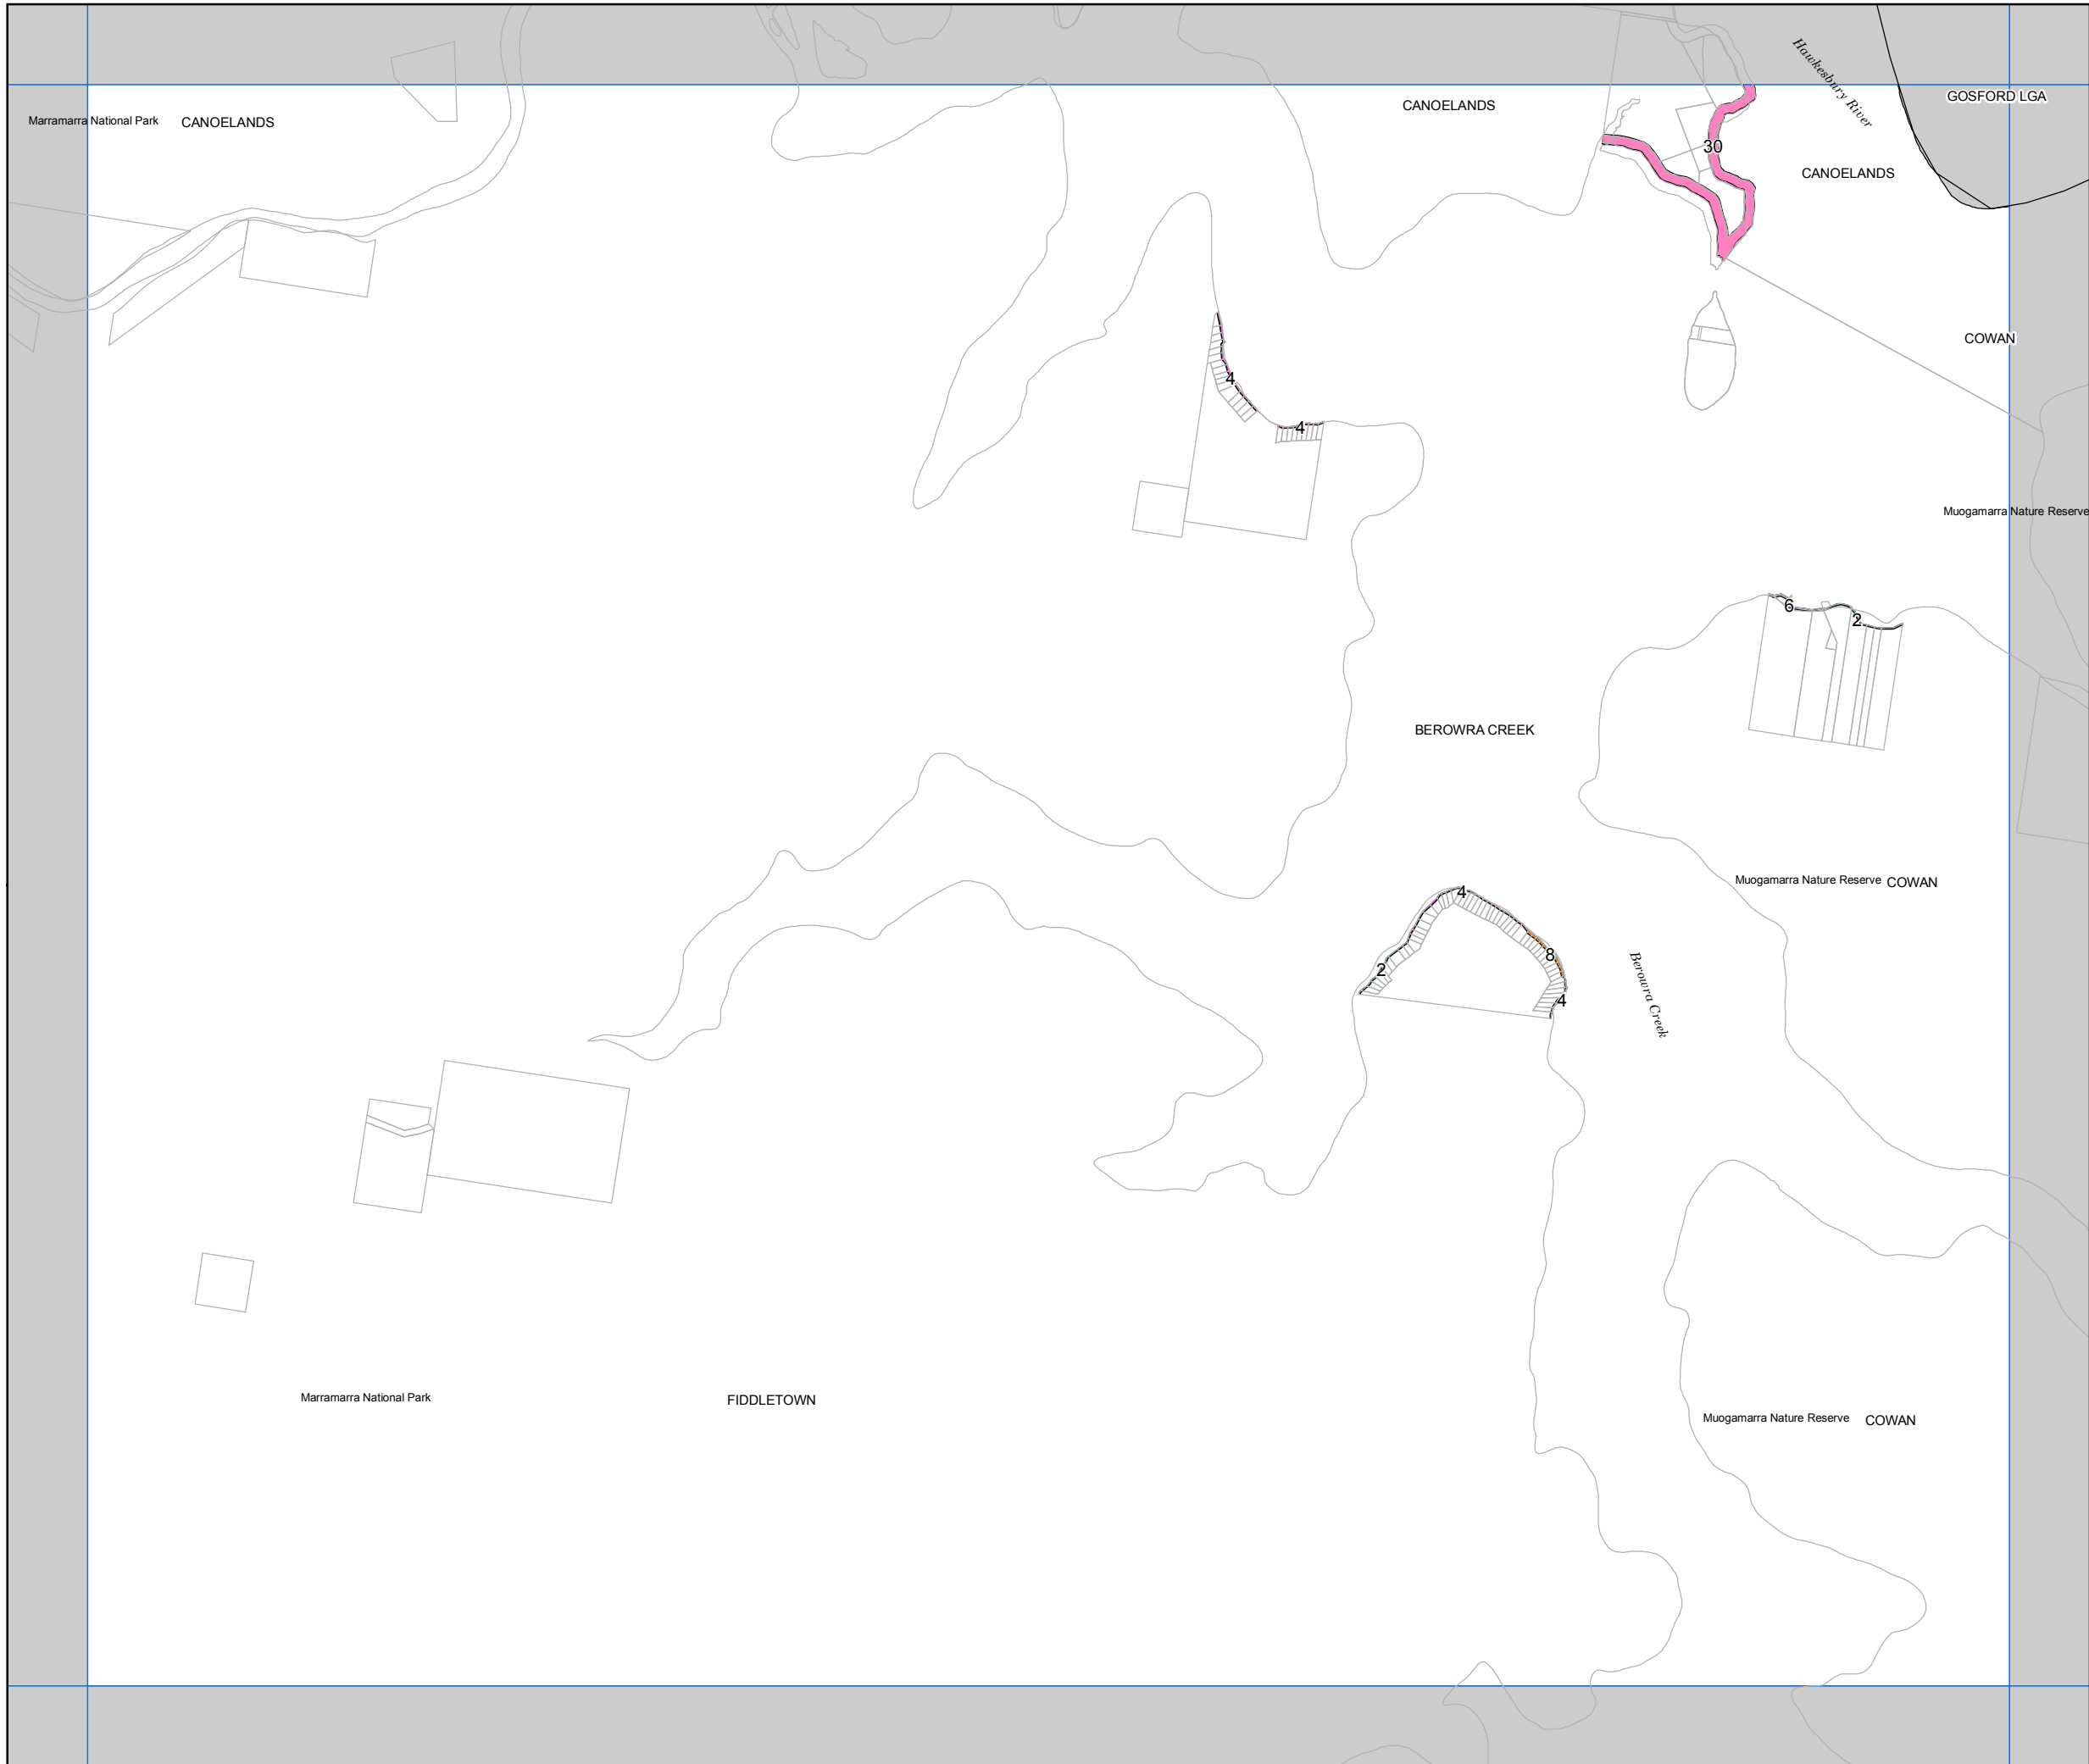 Hawkesbury River
GOSFORD LGA
CANOELANDS
Marramarra National Park
CANOELANDS
30
CANOELANDS
COWAN
4
4
Muogamarra Nature Reserve
6
2
BEROWRA CREEK
Muogamarra Nature Reserve
COWAN
4
8
2
4
Berowra Creek
Marramarra National Park
FIDDLETOWN
Muogamarra Nature Reserve
COWAN